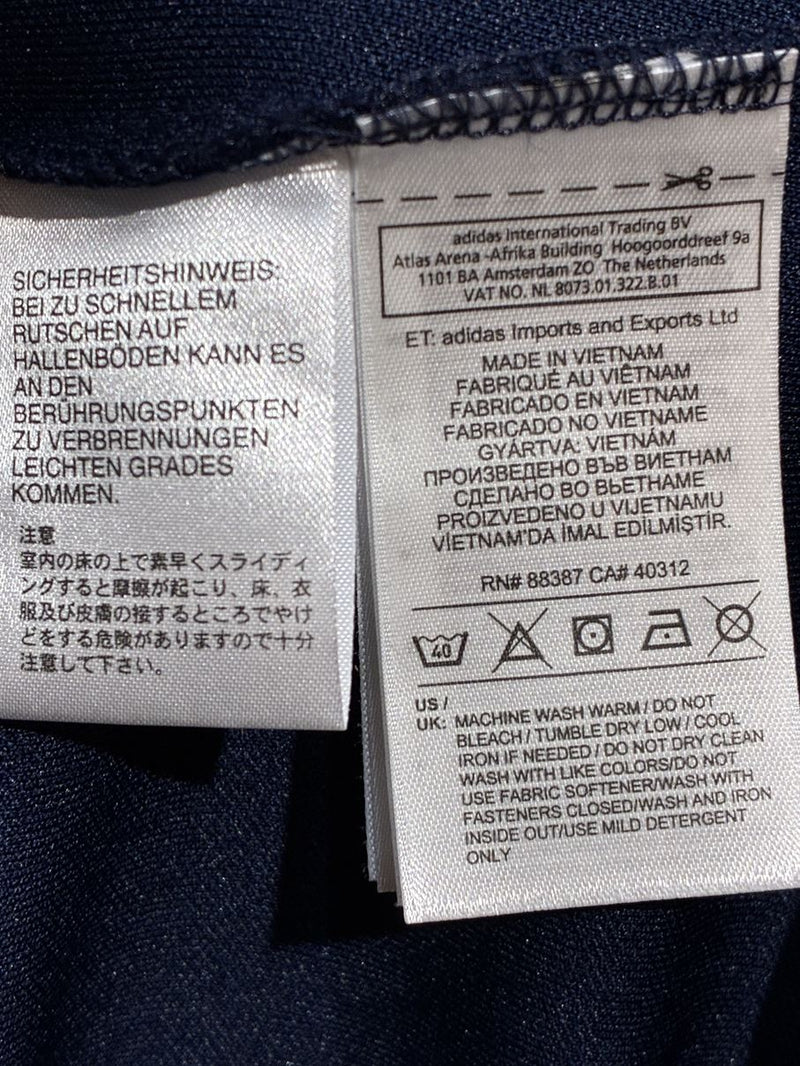 SICHERHEITSHINWEIS:
BEI ZU SCHNELLEM
RUTSCHEN AUF
HALLENBÖDEN KANN ES
AN DEN
BERÜHRUNGSPUNKTEN
ZU VERBRENNUNGEN
LEICHTEN GRADES
KOMMEN.
注意
室内の床の上で素早くスライディ
ングすると摩擦が起こり、床、衣
服及び皮膚の接するところでやけ
どをする危険がありますので十分
注意して下さい。
adidas International Trading BV
Atlas Arena -Afrika Building Hoogoorddreef 9a
1101 BA Amsterdam ZO The Netherlands
VAT NO. NL 8073.01.322.B.01
ET: adidas Imports and Exports Ltd
MADE IN VIETNAM
FABRIQUÉ AU VIÊTNAM
FABRICADO EN VIETNAM
FABRICADO NO VIETNAME
GYÁRTVA: VIETNÁM
ПРОИЗВЕДЕНО ВЪВ ВИЕТНАМ
СДЕЛАНО ВО ВЬЕТНАМЕ
PROIZVEDENO U VIJETNAMU
VİETNAM'DA İMAL EDİLMİŞTİR.
RN# 88387 CA# 40312
40
US /
UK: MACHINE WASH WARM / DO NOT
BLEACH / TUMBLE DRY LOW / COOL
IRON IF NEEDED / DO NOT DRY CLEAN
WASH WITH LIKE COLORS/DO NOT
USE FABRIC SOFTENER/WASH WITH
FASTENERS CLOSED/WASH AND IRON
INSIDE OUT/USE MILD DETERGENT
ONLY